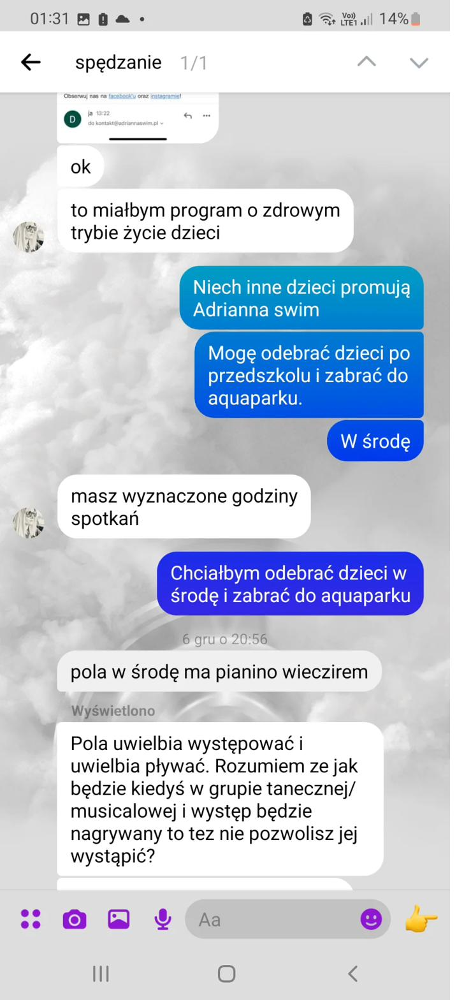 01:31
Vo))
LTE1
14%
spędzanie 1/1
Obserwuj nas na facebook'u oraz instagramie!
D
ja 13:22
do kontakt@adriannaswim.pl
ok
to miałbym program o zdrowym
trybie życie dzieci
Niech inne dzieci promują
Adrianna swim
Mogę odebrać dzieci po
przedszkolu i zabrać do
aquaparku.
W środę
masz wyznaczone godziny
spotkań
Chciałbym odebrać dzieci w
środę i zabrać do aquaparku
6 gru o 20:56
pola w środę ma pianino wieczirem
Wyświetlono
Pola uwielbia występować i
uwielbia pływać. Rozumiem ze jak
będzie kiedyś w grupie tanecznej/
musicalowej i występ będzie
nagrywany to tez nie pozwolisz jej
wystąpić?
Aa